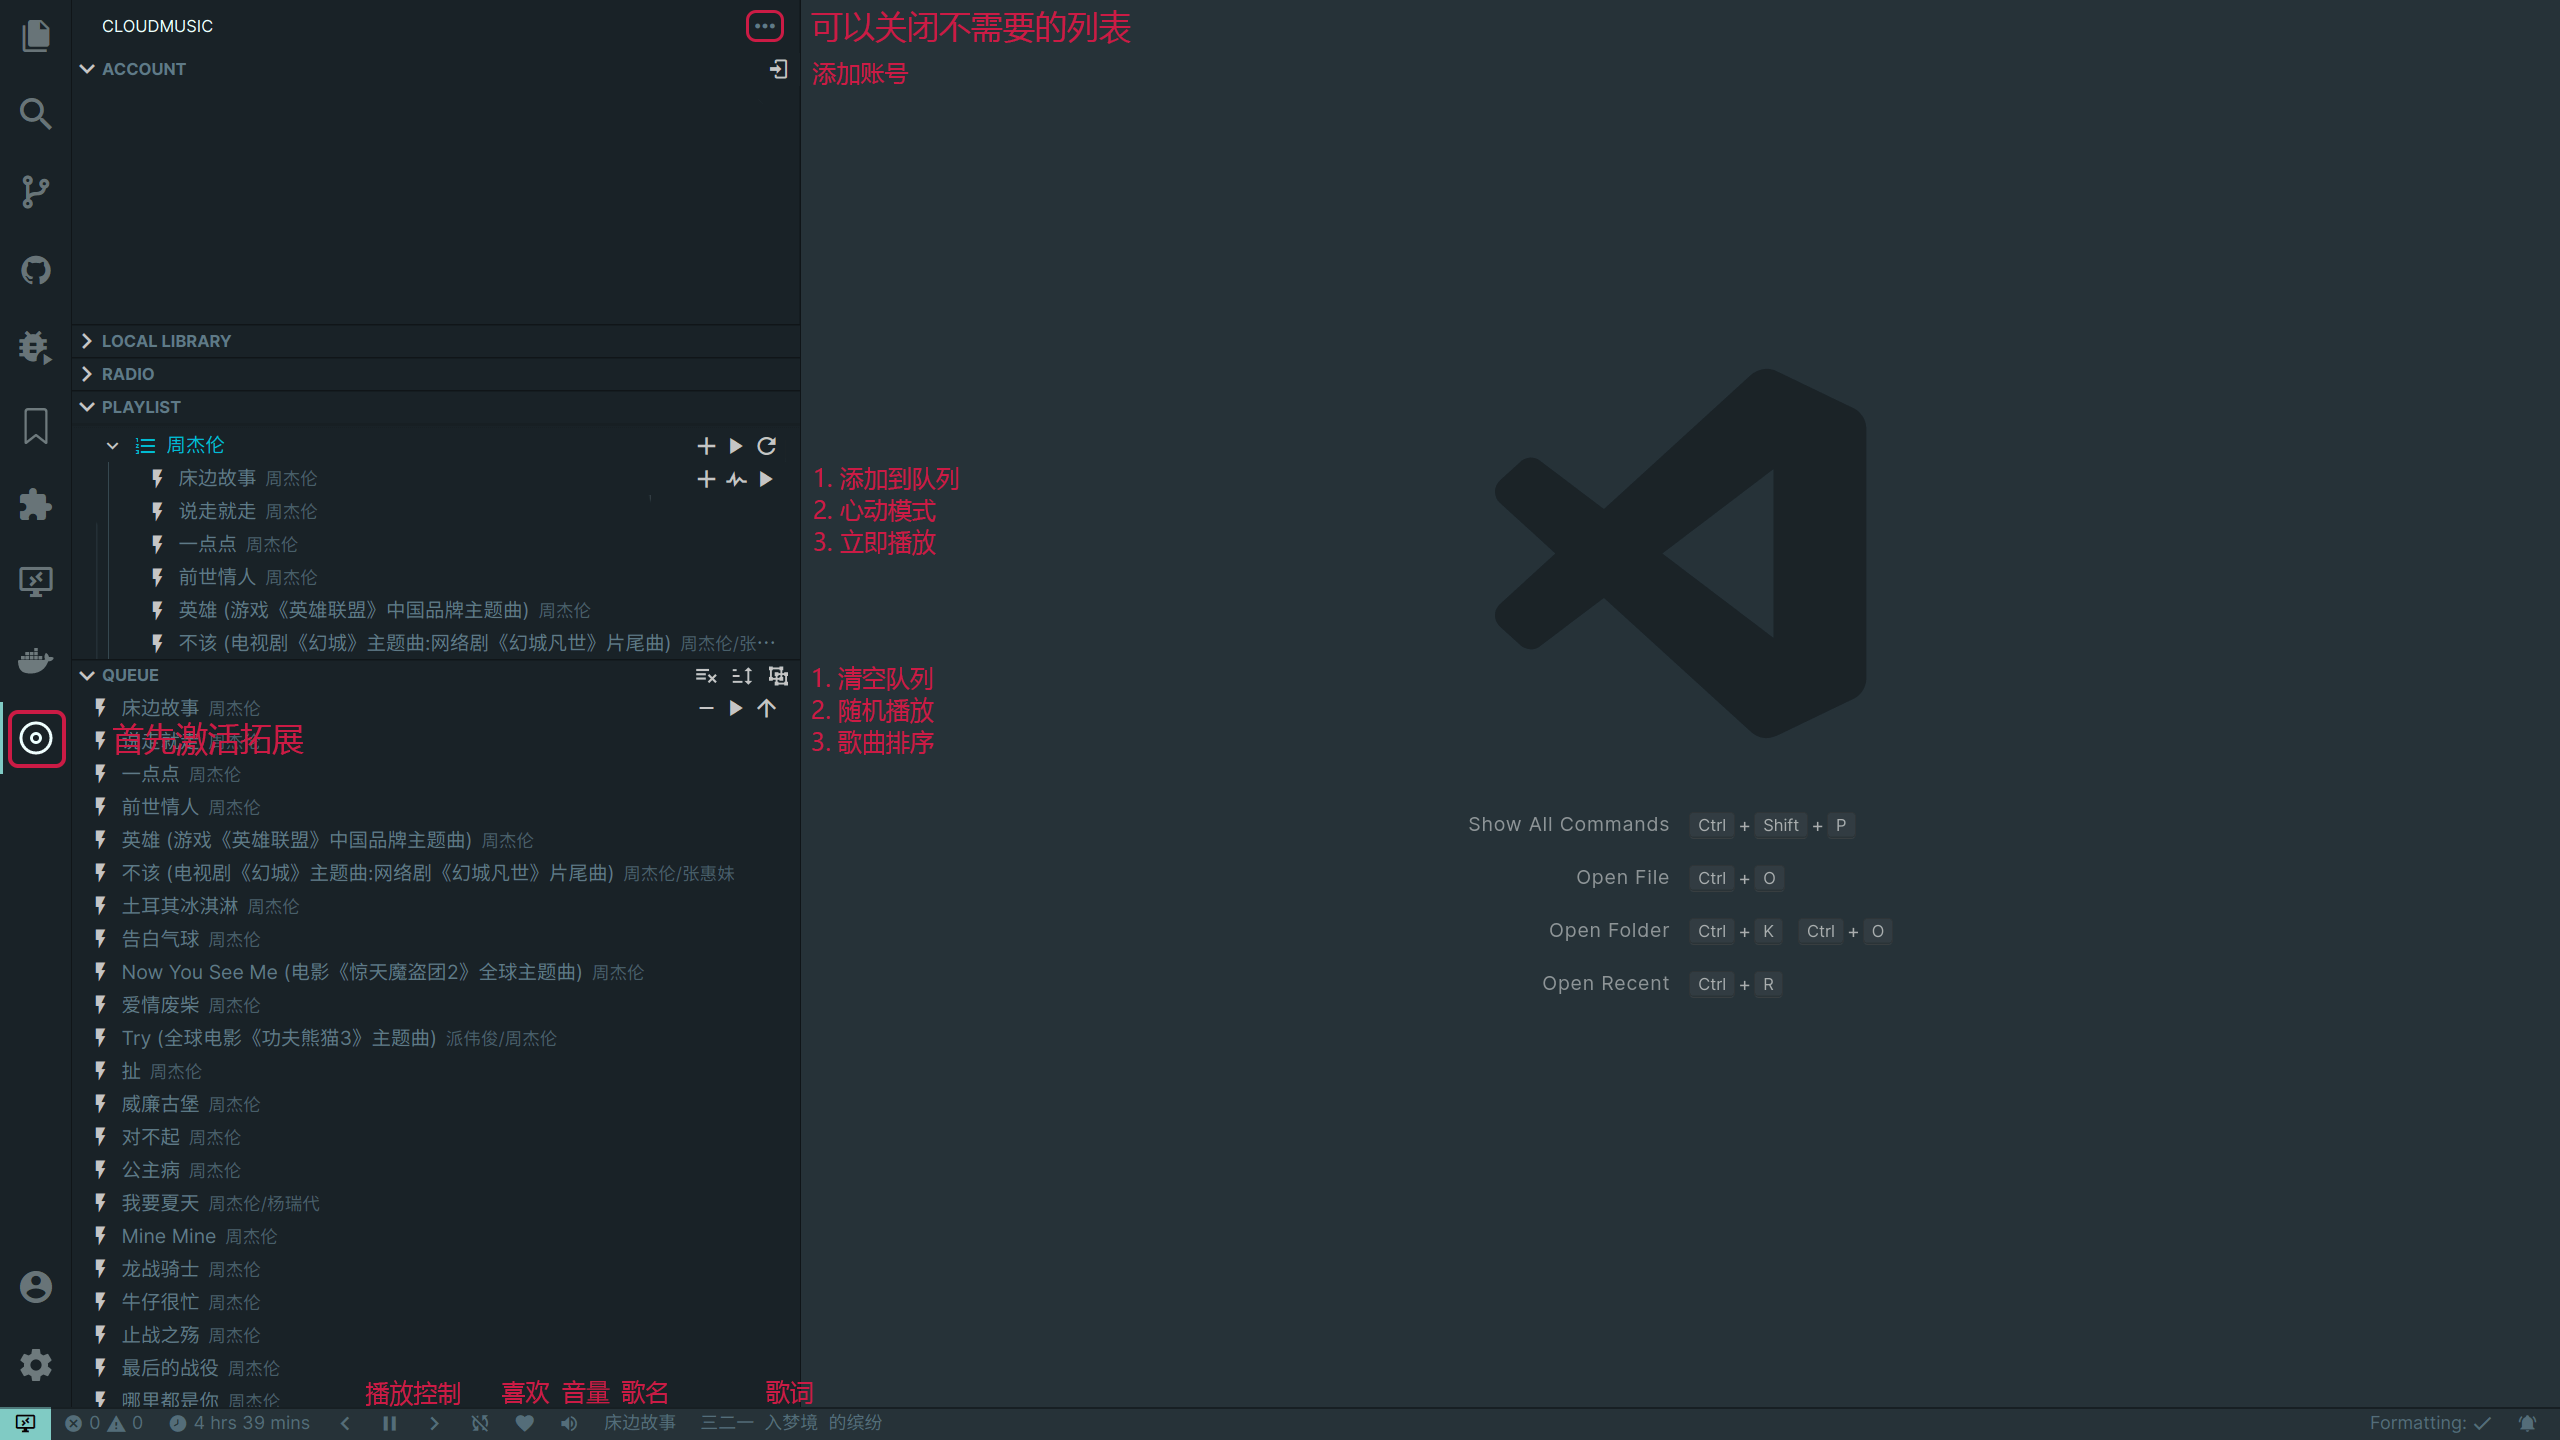 CLOUDMUSIC
可以关闭不需要的列表
ACCOUNT
添加账号
LOCAL LIBRARY
RADIO
PLAYLIST
周杰伦
床边故事 周杰伦
说走就走 周杰伦
一点点 周杰伦
前世情人 周杰伦
英雄 (游戏《英雄联盟》中国品牌主题曲) 周杰伦
不该 (电视剧《幻城》主题曲:网络剧《幻城凡世》片尾曲) 周杰伦/张…
1. 添加到队列
2. 心动模式
3. 立即播放
QUEUE
床边故事 周杰伦
说走就走 周杰伦
首先激活拓展
一点点 周杰伦
前世情人 周杰伦
英雄 (游戏《英雄联盟》中国品牌主题曲) 周杰伦
不该 (电视剧《幻城》主题曲:网络剧《幻城凡世》片尾曲) 周杰伦/张惠妹
土耳其冰淇淋 周杰伦
告白气球 周杰伦
Now You See Me (电影《惊天魔盗团2》全球主题曲) 周杰伦
爱情废柴 周杰伦
Try (全球电影《功夫熊猫3》主题曲) 派伟俊/周杰伦
扯 周杰伦
威廉古堡 周杰伦
对不起 周杰伦
公主病 周杰伦
我要夏天 周杰伦/杨瑞代
Mine Mine 周杰伦
龙战骑士 周杰伦
牛仔很忙 周杰伦
止战之殇 周杰伦
最后的战役 周杰伦
哪里都是你 周杰伦
1. 清空队列
2. 随机播放
3. 歌曲排序
Show All Commands Ctrl + Shift + P
Open File Ctrl + O
Open Folder Ctrl + K Ctrl + O
Open Recent Ctrl + R
播放控制 喜欢 音量 歌名 歌词
0 0 4 hrs 39 mins 床边故事 三二一 入梦境 的缤纷 Formatting: